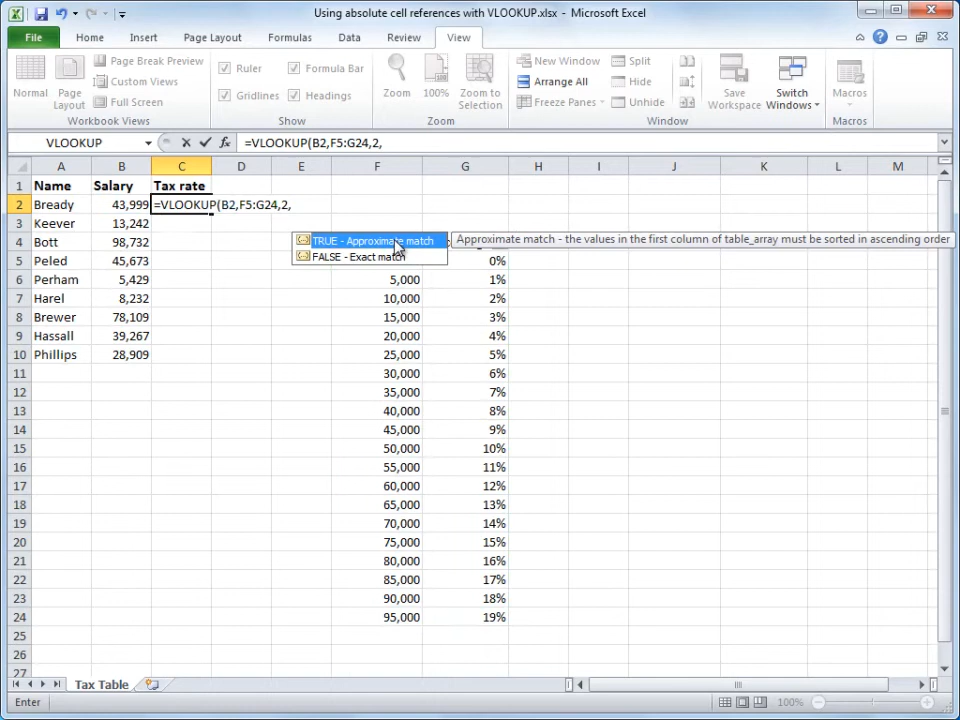 Using absolute cell references with VLOOKUP.xlsx - Microsoft Excel
File Home Insert Page Layout Formulas Data Review View
Normal
Page Layout
Page Break Preview
Custom Views
Full Screen
Workbook Views
Ruler
Formula Bar
Gridlines
Headings
Show
Zoom
100%
Zoom to Selection
Zoom
New Window
Arrange All
Freeze Panes
Split
Hide
Unhide
Save Workspace
Switch Windows
Window
Macros
Macros
VLOOKUP =VLOOKUP(B2,F5:G24,2,
A B C D E F G H I J K L M
1 Name Salary Tax rate
2 Bready 43,999 =VLOOKUP(B2,F5:G24,2,
3 Keever 13,242
4 Bott 98,732
TRUE - Approximate match
Approximate match - the values in the first column of table_array must be sorted in ascending order
FALSE - Exact match
5 Peled 45,673 0%
6 Perham 5,429 5,000 1%
7 Harel 8,232 10,000 2%
8 Brewer 78,109 15,000 3%
9 Hassall 39,267 20,000 4%
10 Phillips 28,909 25,000 5%
11 30,000 6%
12 35,000 7%
13 40,000 8%
14 45,000 9%
15 50,000 10%
16 55,000 11%
17 60,000 12%
18 65,000 13%
19 70,000 14%
20 75,000 15%
21 80,000 16%
22 85,000 17%
23 90,000 18%
24 95,000 19%
25
26
27
Tax Table
Enter 100%